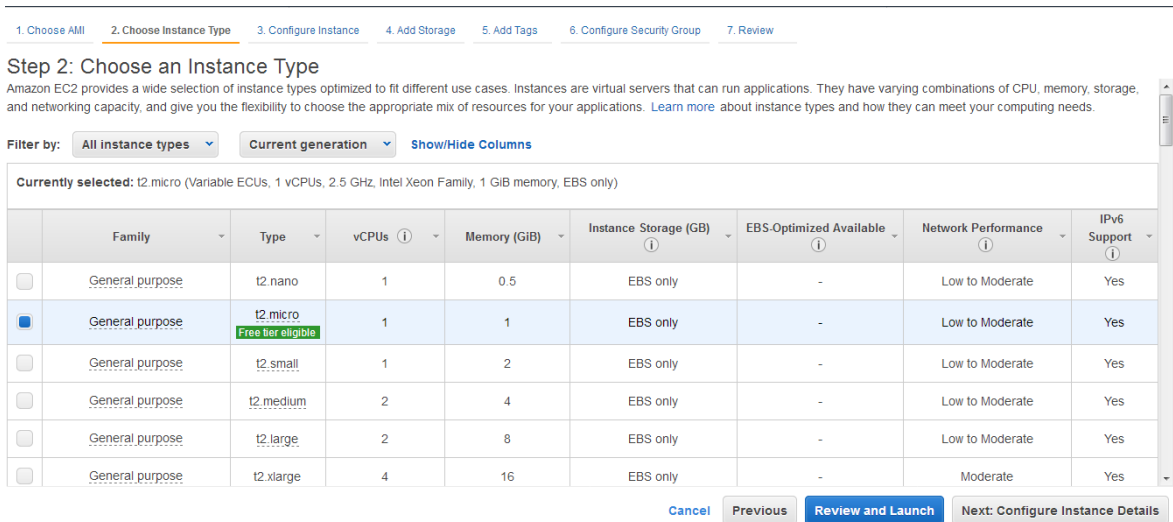 1. Choose AMI 2. Choose Instance Type 3. Configure Instance 4. Add Storage 5. Add Tags 6. Configure Security Group 7. Review
Step 2: Choose an Instance Type
Amazon EC2 provides a wide selection of instance types optimized to fit different use cases. Instances are virtual servers that can run applications. They have varying combinations of CPU, memory, storage,
and networking capacity, and give you the flexibility to choose the appropriate mix of resources for your applications. Learn more about instance types and how they can meet your computing needs.
Filter by: All instance types Current generation Show/Hide Columns
Currently selected: t2.micro (Variable ECUs, 1 vCPUs, 2.5 GHz, Intel Xeon Family, 1 GiB memory, EBS only)
Family Type vCPUs i Memory (GiB) Instance Storage (GB) i EBS-Optimized Available i Network Performance i IPv6 Support i
General purpose t2.nano 1 0.5 EBS only - Low to Moderate Yes
General purpose t2.micro Free tier eligible 1 1 EBS only - Low to Moderate Yes
General purpose t2.small 1 2 EBS only - Low to Moderate Yes
General purpose t2.medium 2 4 EBS only - Low to Moderate Yes
General purpose t2.large 2 8 EBS only - Low to Moderate Yes
General purpose t2.xlarge 4 16 EBS only - Moderate Yes
Cancel Previous Review and Launch Next: Configure Instance Details